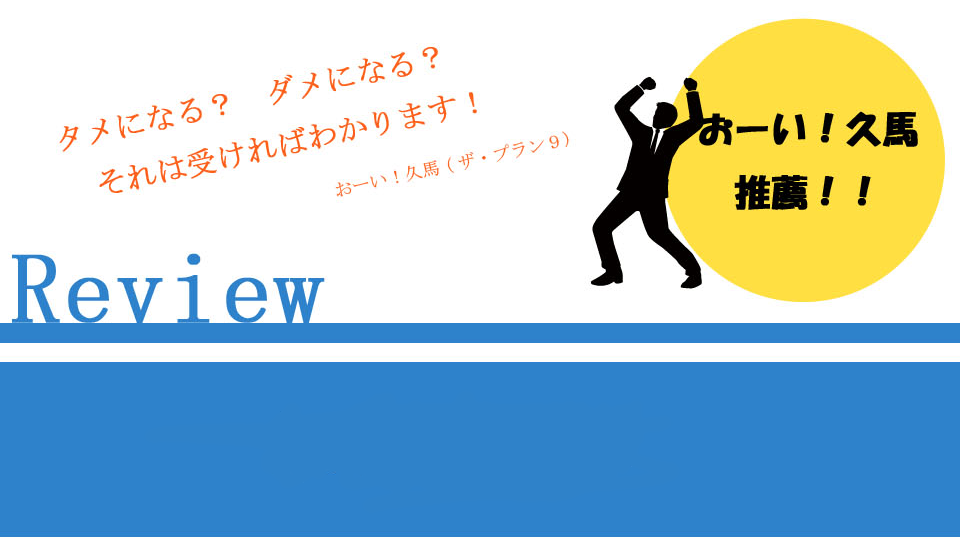 タメになる？　ダメになる？
それは受ければわかります！
おーい！久馬（ザ・プラン９）
おーい！久馬
推薦！！
Review